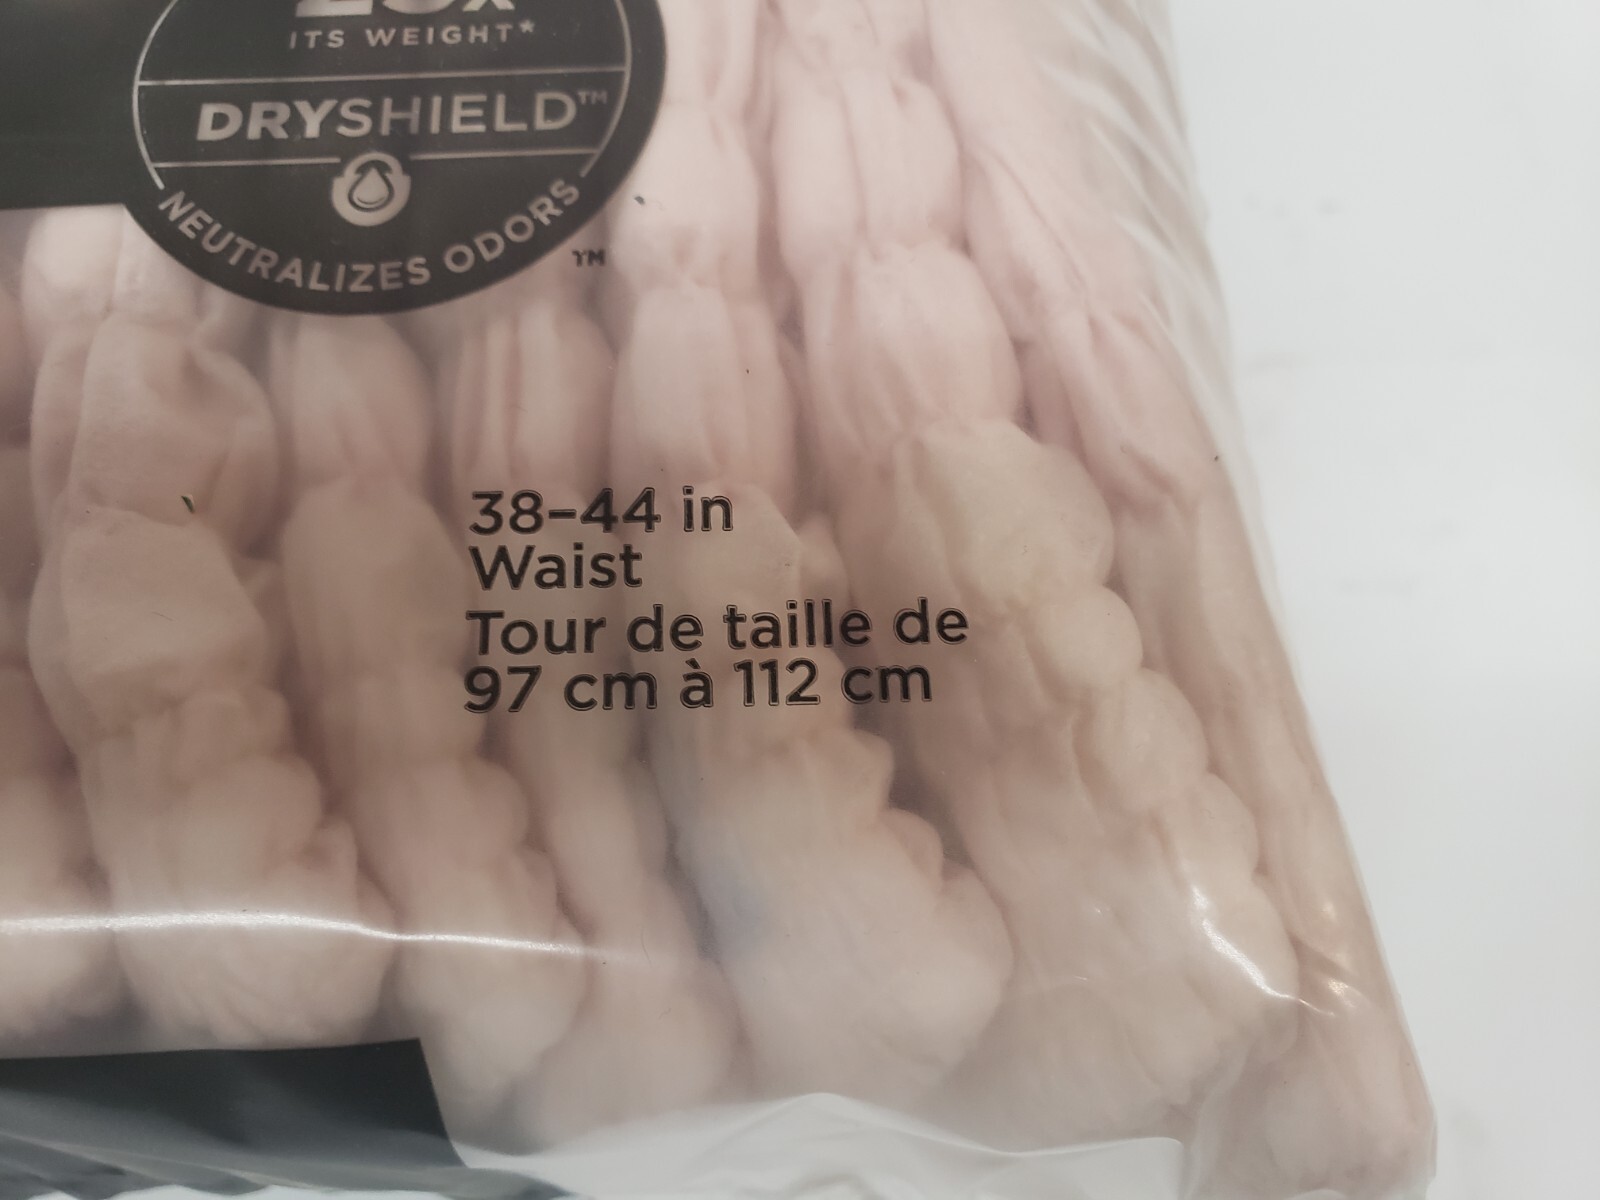 ITS WEIGHT*
DRYSHIELD™
NEUTRALIZES ODORS
™
38–44 in
Waist
Tour de taille de
97 cm à 112 cm